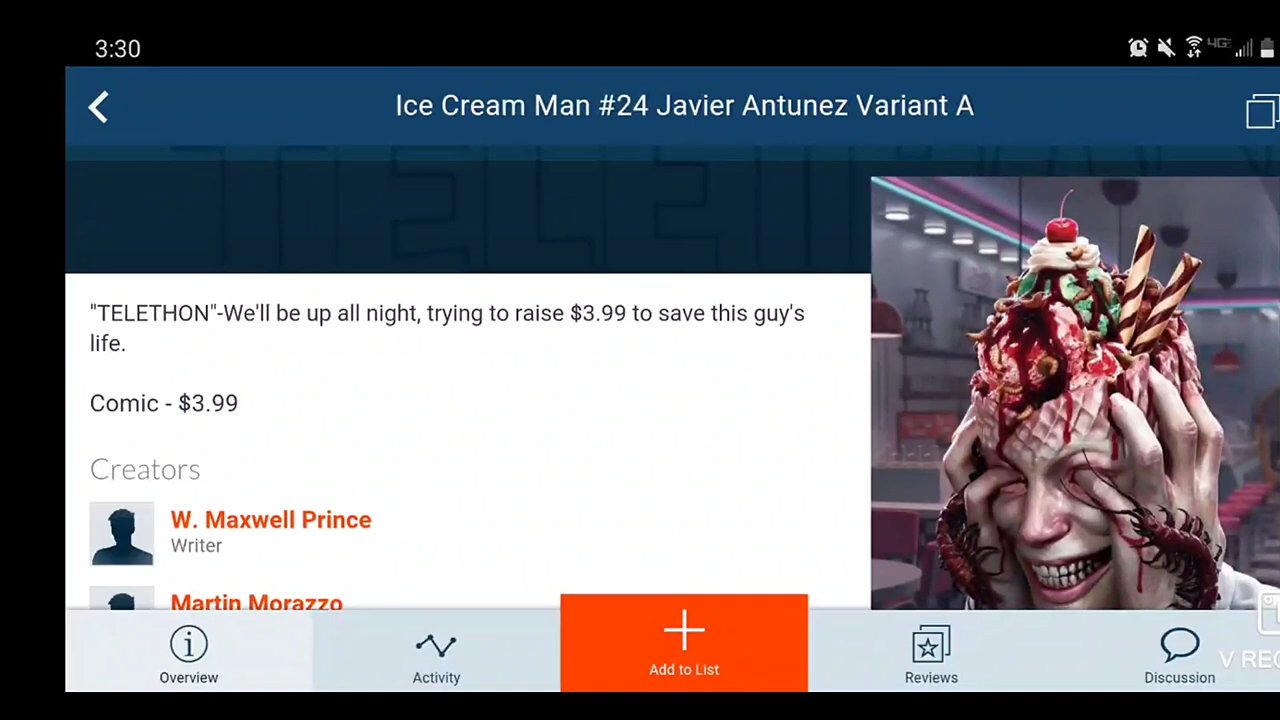 3:30
4G
Ice Cream Man #24 Javier Antunez Variant A
"TELETHON"-We'll be up all night, trying to raise $3.99 to save this guy's
life.
Comic - $3.99
Creators
W. Maxwell Prince
Writer
Martin Morazzo
Overview
Activity
Add to List
Reviews
Discussion
V REC